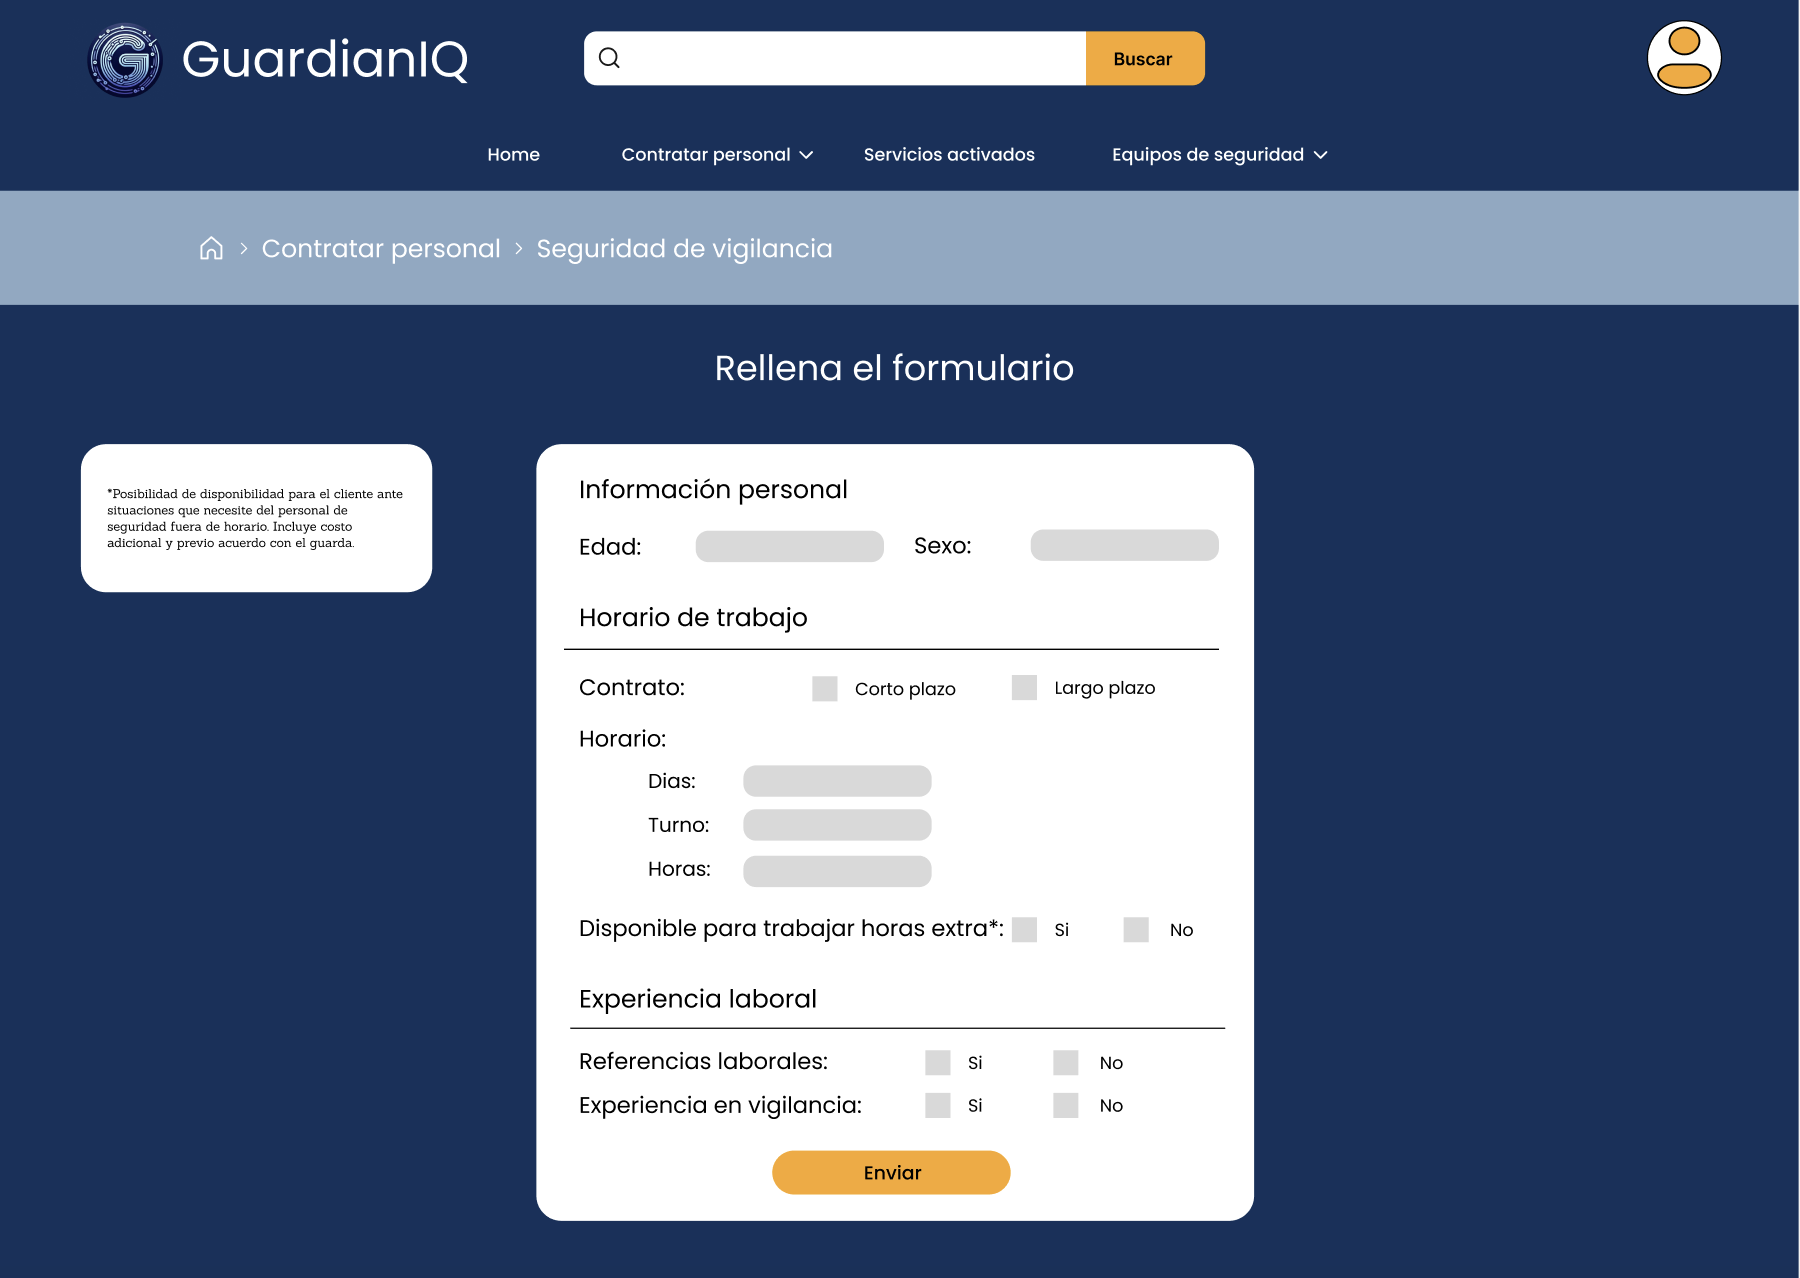 GuardianIQ
Buscar
Home Contratar personal Servicios activados Equipos de seguridad
Contratar personal > Seguridad de vigilancia
Rellena el formulario
*Posibilidad de disponibilidad para el cliente ante
situaciones que necesite del personal de
seguridad fuera de horario. Incluye costo
adicional y previo acuerdo con el guarda.
Información personal
Edad: Sexo:
Horario de trabajo
Contrato: Corto plazo Largo plazo
Horario:
Dias:
Turno:
Horas:
Disponible para trabajar horas extra*: Si No
Experiencia laboral
Referencias laborales: Si No
Experiencia en vigilancia: Si No
Enviar